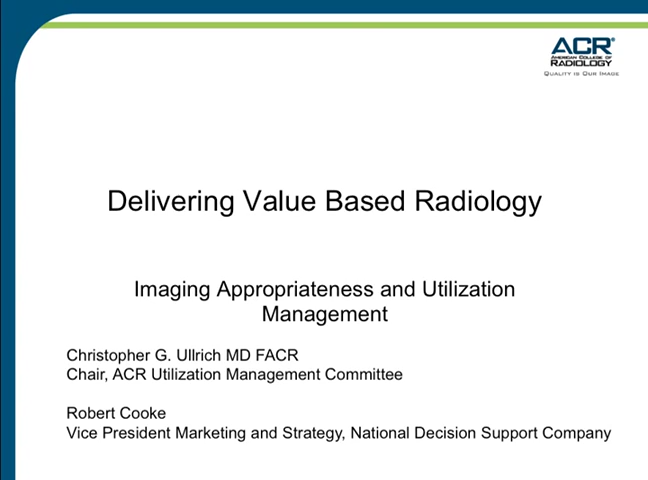 ACR®
AMERICAN COLLEGE OF
RADIOLOGY
QUALITY IS OUR IMAGE
Delivering Value Based Radiology
Imaging Appropriateness and Utilization
Management
Christopher G. Ullrich MD FACR
Chair, ACR Utilization Management Committee
Robert Cooke
Vice President Marketing and Strategy, National Decision Support Company